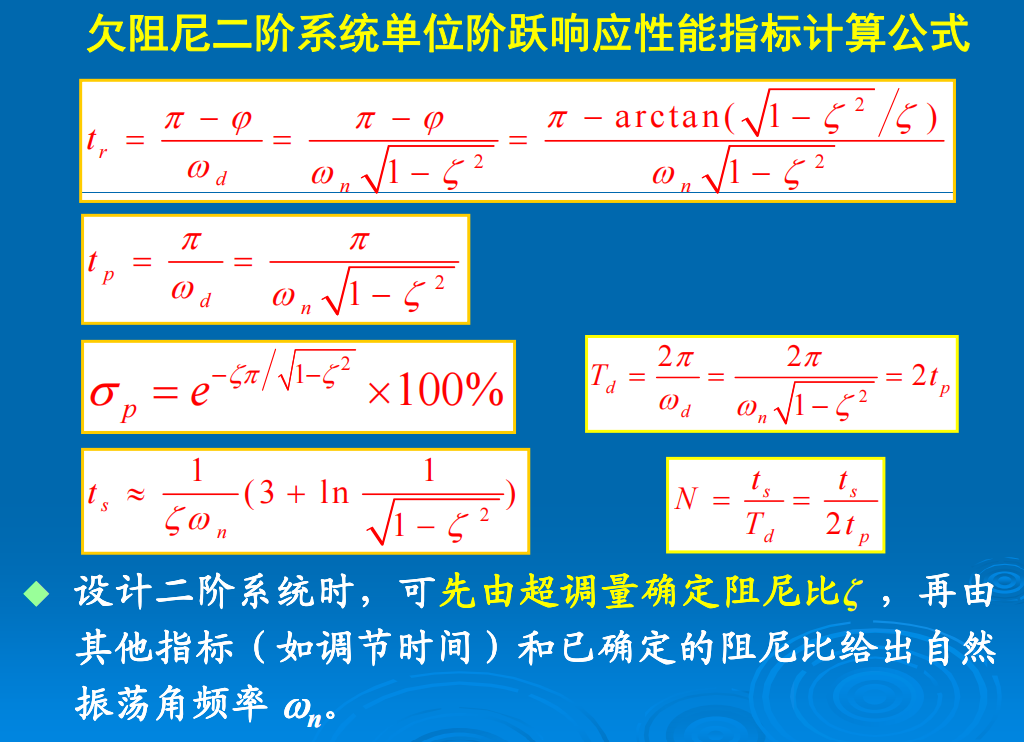 欠阻尼二阶系统单位阶跃响应性能指标计算公式
t_r = (π − φ)/ω_d = (π − φ)/(ω_n√(1 − ζ²)) = (π − arctan(√(1 − ζ²)/ζ))/(ω_n√(1 − ζ²))
t_p = π/ω_d = π/(ω_n√(1 − ζ²))
σ_p = e^(−ζπ/√(1−ζ²)) ×100%
T_d = 2π/ω_d = 2π/(ω_n√(1 − ζ²)) = 2t_p
t_s ≈ 1/(ζω_n) (3 + ln 1/√(1 − ζ²))
N = t_s/T_d = t_s/(2t_p)
◆ 设计二阶系统时，可先由超调量确定阻尼比ζ ，再由
其他指标（如调节时间）和已确定的阻尼比给出自然
振荡角频率 ω_n。